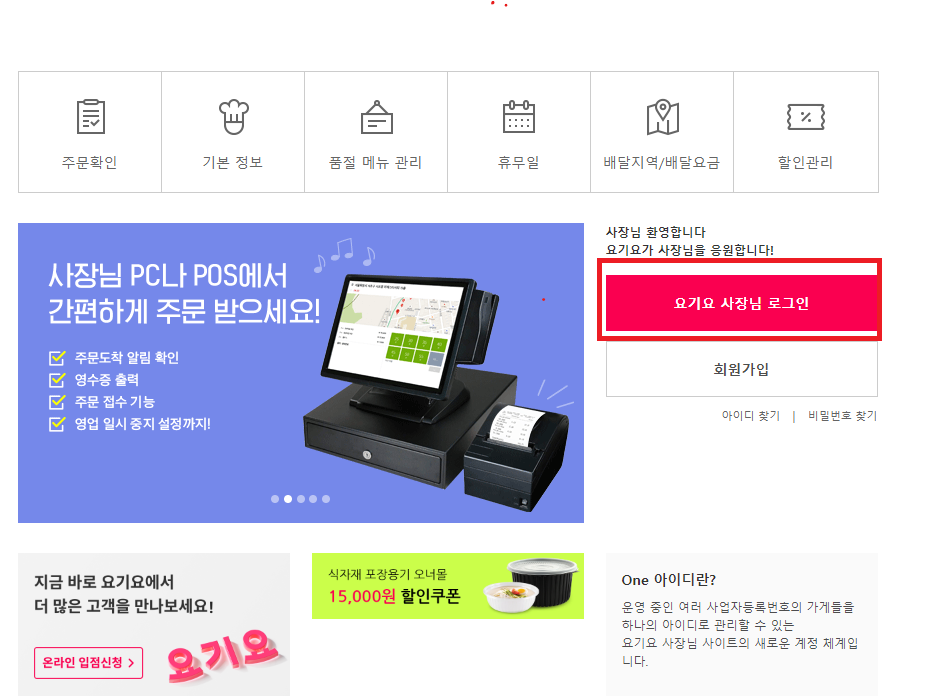 주문확인
기본 정보
품절 메뉴 관리
휴무일
배달지역/배달요금
할인관리
사장님 PC나 POS에서
간편하게 주문 받으세요!
주문도착 알림 확인
영수증 출력
주문 접수 기능
영업 일시 중지 설정까지!
사장님 환영합니다
요기요가 사장님을 응원합니다!
요기요 사장님 로그인
회원가입
아이디 찾기 | 비밀번호 찾기
지금 바로 요기요에서
더 많은 고객을 만나보세요!
온라인 입점신청 >
요기요
식자재 포장용기 오너몰
15,000원 할인쿠폰
One 아이디란?
운영 중인 여러 사업자등록번호의 가게들을
하나의 아이디로 관리할 수 있는
요기요 사장님 사이트의 새로운 계정 체계입
니다.